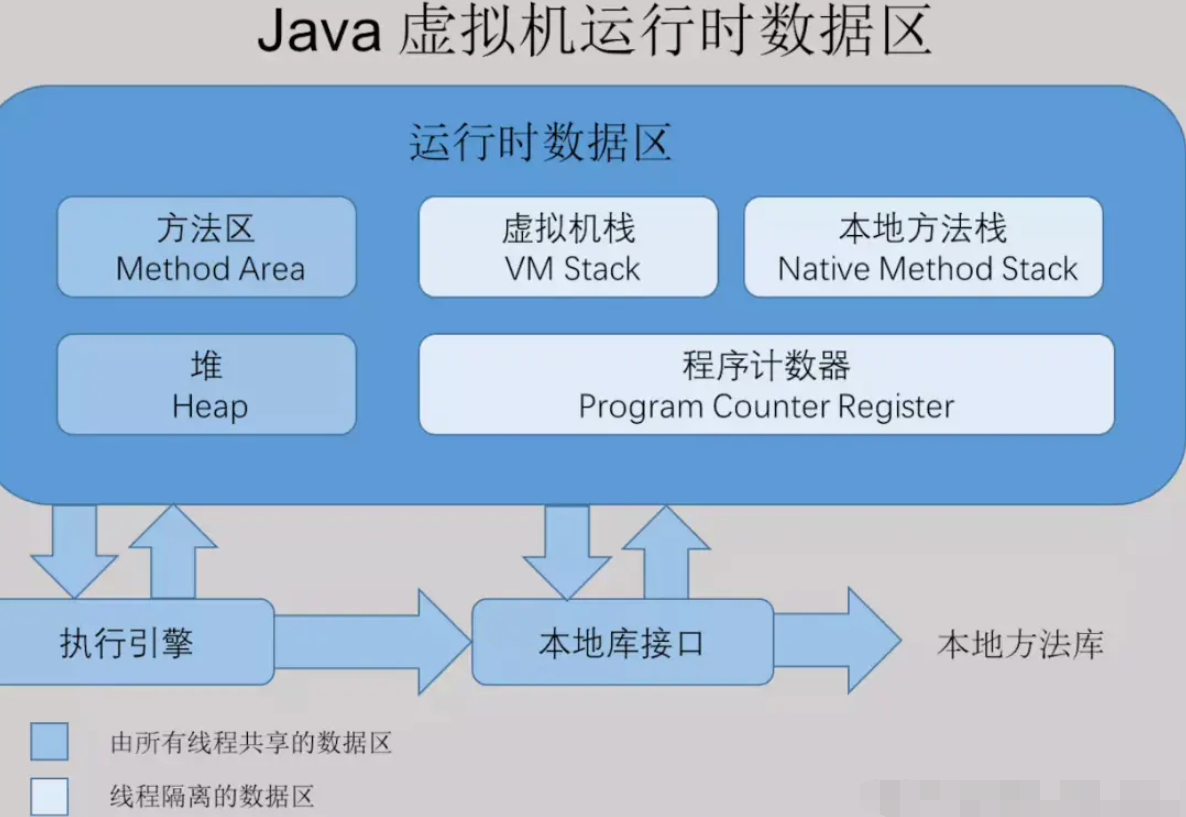 Java 虚拟机运行时数据区
运行时数据区
方法区
Method Area
虚拟机栈
VM Stack
本地方法栈
Native Method Stack
堆
Heap
程序计数器
Program Counter Register
执行引擎
本地库接口
本地方法库
由所有线程共享的数据区
线程隔离的数据区